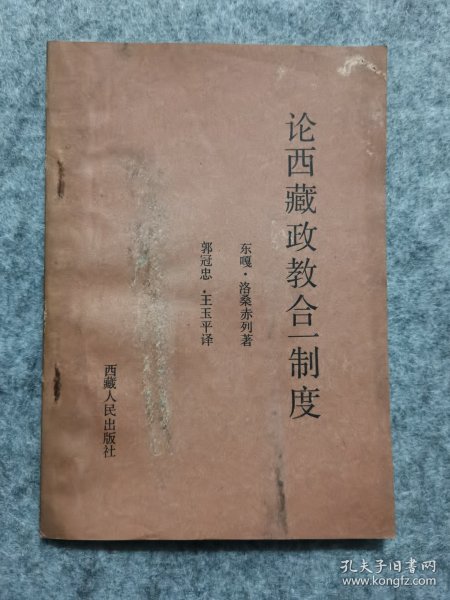 论西藏政教合一制度
东嘎·洛桑赤列著
郭冠忠·王玉平译
西藏人民出版社
孔夫子旧书网
www.kongfz.com